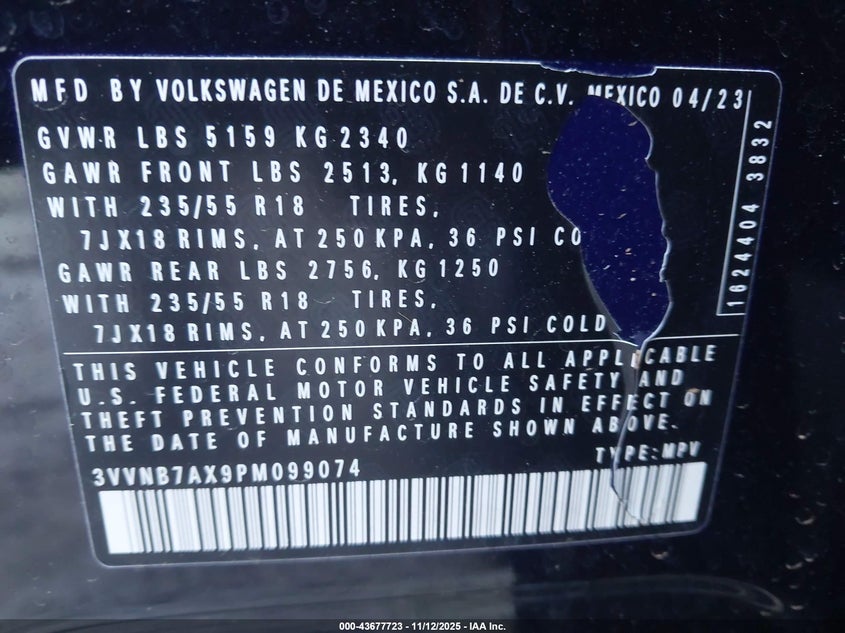 MFD BY VOLKSWAGEN DE MEXICO S.A. DE C.V. MEXICO 04/23
GVWR LBS 5159 KG 2340
GAWR FRONT LBS 2513, KG 1140
WITH 235/55 R18 TIRES,
7JX18 RIMS, AT 250 KPA, 36 PSI CO
GAWR REAR LBS 2756, KG 1250
WITH 235/55 R18 TIRES,
7JX18 RIMS, AT 250 KPA, 36 PSI COLD
1624404 3832
THIS VEHICLE CONFORMS TO ALL APPLICABLE
U.S. FEDERAL MOTOR VEHICLE SAFETY AND
THEFT PREVENTION STANDARDS IN EFFECT ON
THE DATE OF MANUFACTURE SHOWN ABOVE.
3VVNB7AX9PM099074 TYPE: MPV
000-43677723 - 11/12/2025 - IAA Inc.